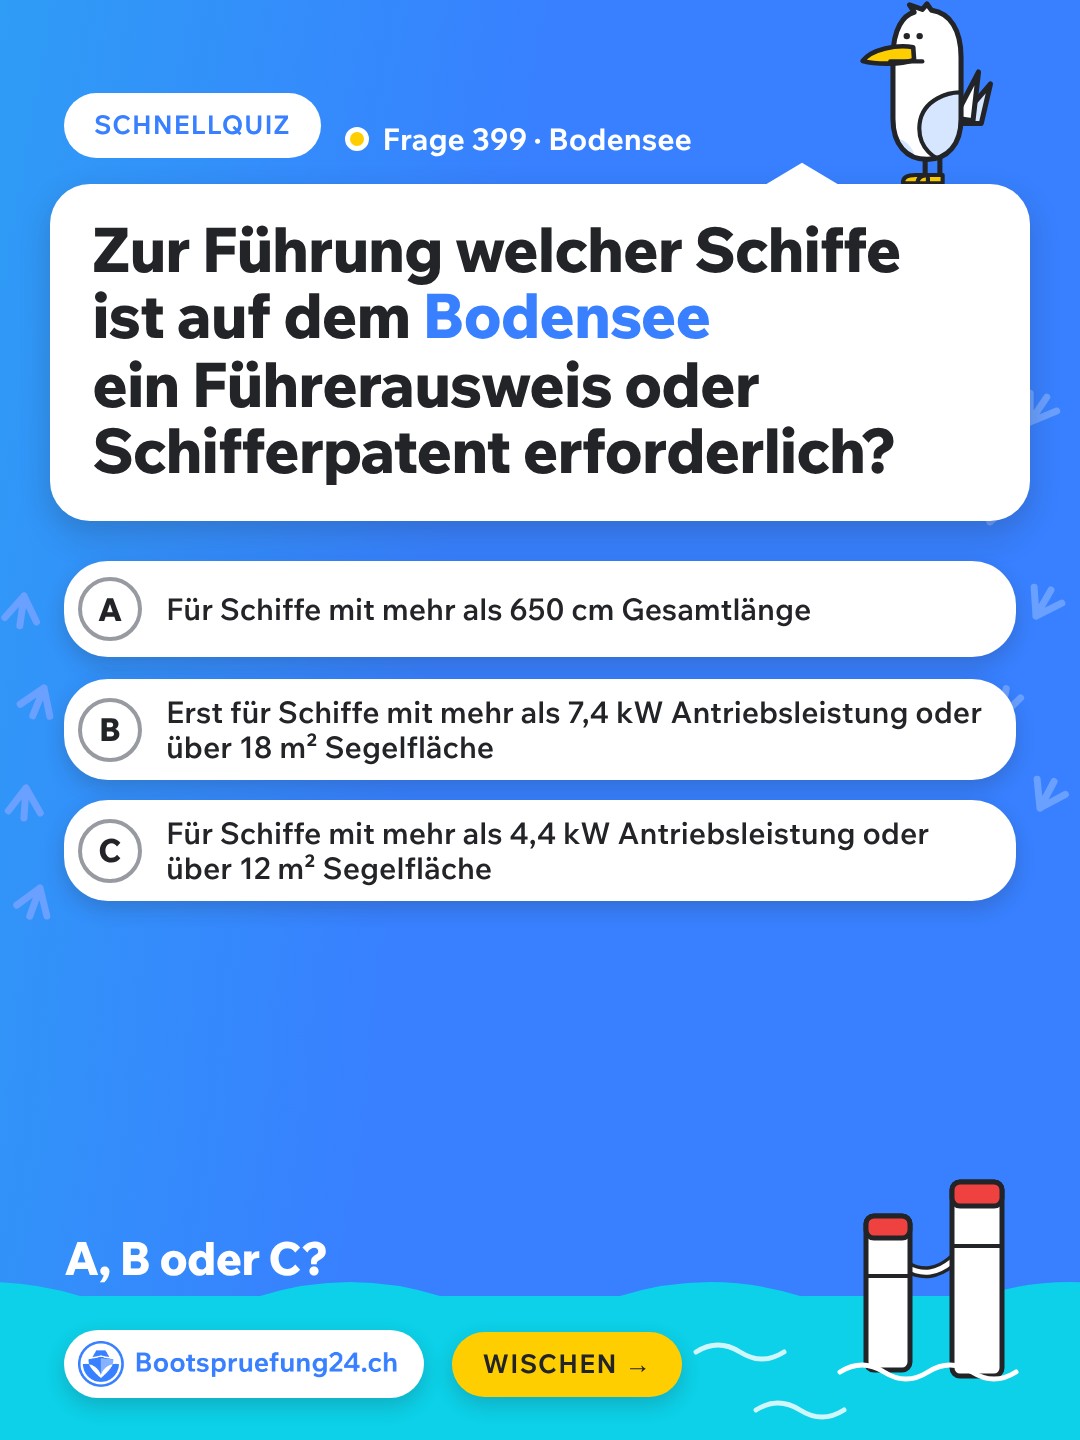 SCHNELLQUIZ
Frage 399 · Bodensee
Zur Führung welcher Schiffe
ist auf dem Bodensee
ein Führerausweis oder
Schifferpatent erforderlich?
A
Für Schiffe mit mehr als 650 cm Gesamtlänge
B
Erst für Schiffe mit mehr als 7,4 kW Antriebsleistung oder
über 18 m² Segelfläche
C
Für Schiffe mit mehr als 4,4 kW Antriebsleistung oder
über 12 m² Segelfläche
A, B oder C?
Bootspruefung24.ch
WISCHEN →